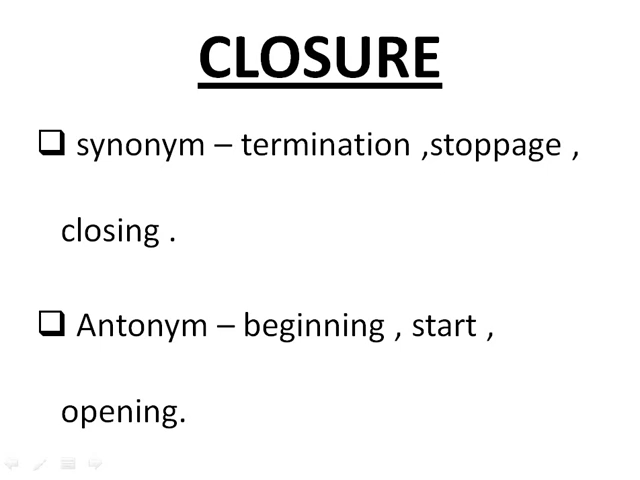 CLOSURE
synonym – termination ,stoppage ,
closing .
Antonym – beginning , start ,
opening.